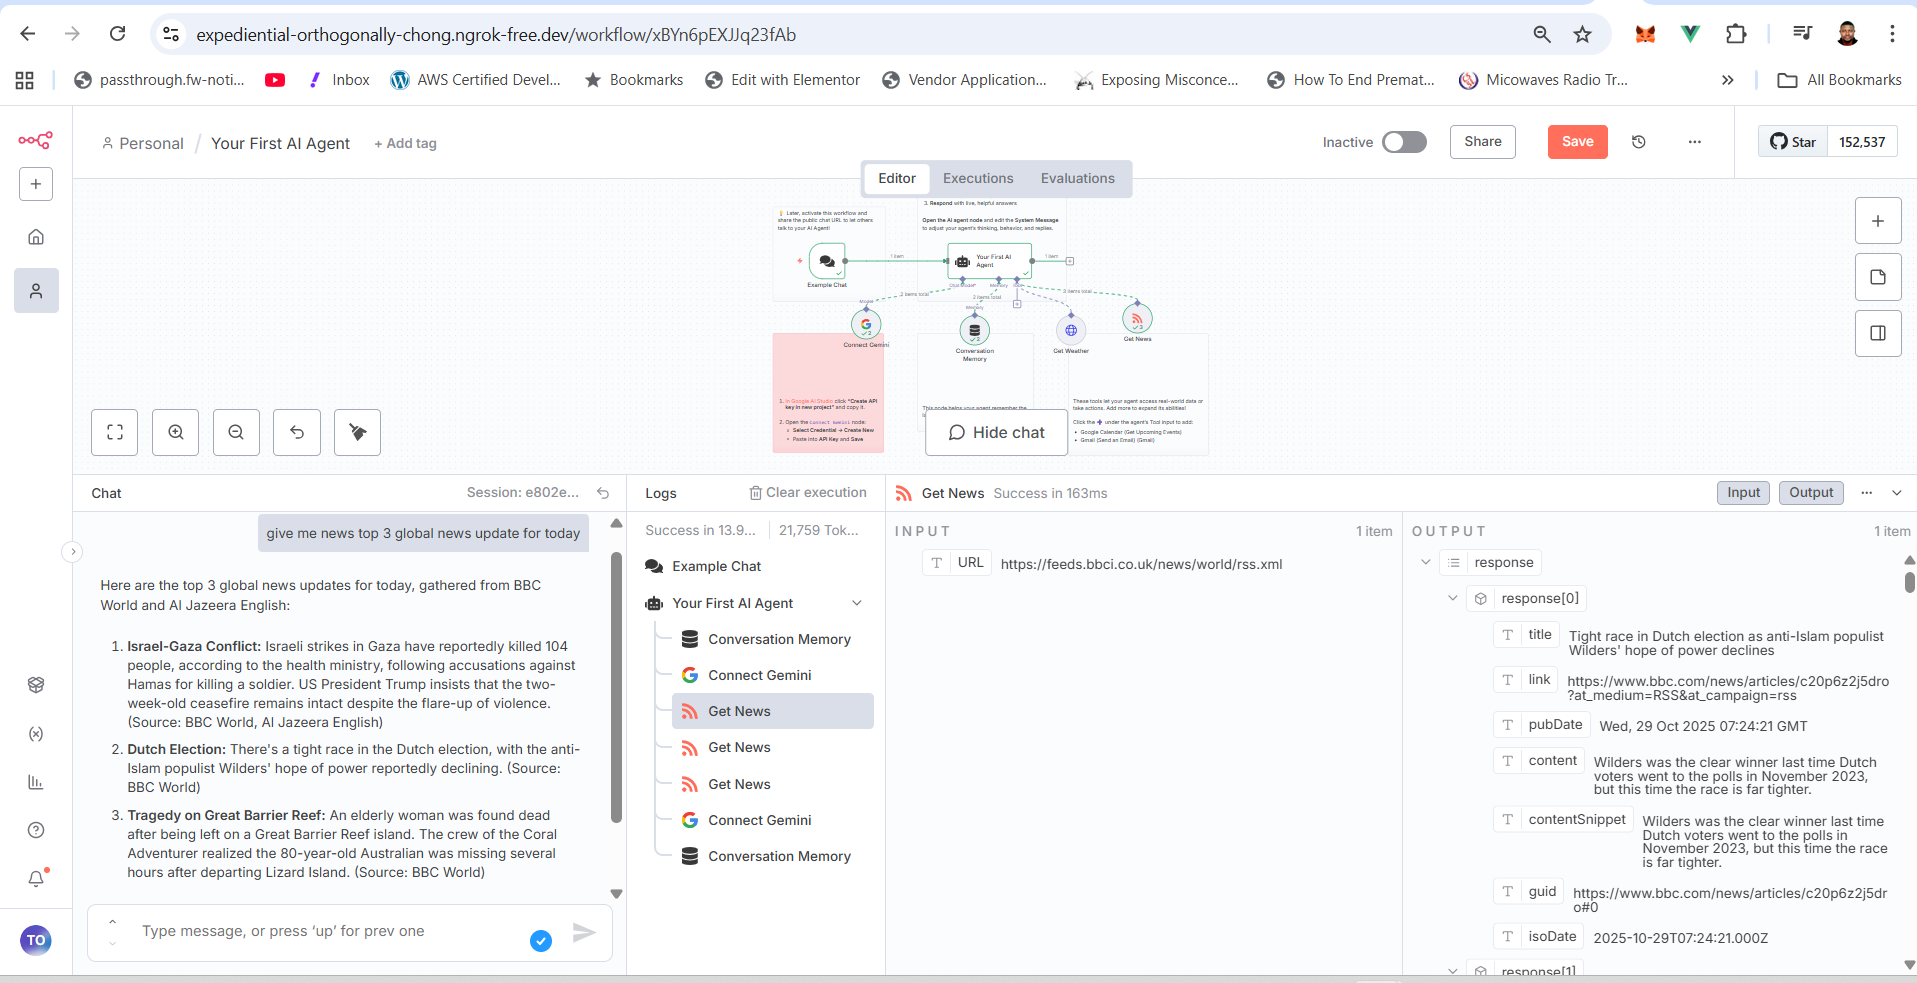 expediential-orthogonally-chong.ngrok-free.dev/workflow/xBYn6pEXJJq23fAb
passthrough.fw-noti...
Inbox
AWS Certified Devel...
Bookmarks
Edit with Elementor
Vendor Application...
Exposing Misconce...
How To End Premat...
Micowaves Radio Tr...
»
All Bookmarks
Personal / Your First AI Agent + Add tag
Inactive
Share
Save
Star 152,537
Editor Executions Evaluations
💡 Later, activate this workflow and
share the public chat URL to let others
talk to your AI Agent!
3. Respond with live, helpful answers
Open the AI agent node and edit the System Message
to adjust your agent's thinking, behavior, and replies.
1 item
Your First AI
Agent
1 item
Example Chat
Chat Model*
Memory
Tool
Model
2 items total
2 items total
3 items total
Memory
2
2
3
Connect Gemini
Conversation
Memory
Get Weather
Get News
1. In Google AI Studio click "Create API
key in new project" and copy it.
2. Open the Connect Gemini node:
• Select Credential → Create New
• Paste into API Key and Save
This node helps your agent remember the
These tools let your agent access real-world data or
take actions. Add more to expand its abilities!
Click the + under the agent's Tool input to add:
• Google Calendar (Get Upcoming Events)
• Gmail (Send an Email) (Gmail)
Hide chat
Chat
Session: e802e...
give me news top 3 global news update for today
Here are the top 3 global news updates for today, gathered from BBC
World and Al Jazeera English:
1. Israel-Gaza Conflict: Israeli strikes in Gaza have reportedly killed 104
people, according to the health ministry, following accusations against
Hamas for killing a soldier. US President Trump insists that the two-
week-old ceasefire remains intact despite the flare-up of violence.
(Source: BBC World, Al Jazeera English)
2. Dutch Election: There's a tight race in the Dutch election, with the anti-
Islam populist Wilders' hope of power reportedly declining. (Source:
BBC World)
3. Tragedy on Great Barrier Reef: An elderly woman was found dead
after being left on a Great Barrier Reef island. The crew of the Coral
Adventurer realized the 80-year-old Australian was missing several
hours after departing Lizard Island. (Source: BBC World)
Type message, or press ‘up’ for prev one
TO
Logs
Clear execution
Success in 13.9...
21,759 Tok...
Example Chat
Your First AI Agent
Conversation Memory
Connect Gemini
Get News
Get News
Get News
Connect Gemini
Conversation Memory
Get News Success in 163ms
Input
Output
INPUT
1 item
T URL https://feeds.bbci.co.uk/news/world/rss.xml
OUTPUT
1 item
response
response[0]
T title Tight race in Dutch election as anti-Islam populist
Wilders' hope of power declines
T link https://www.bbc.com/news/articles/c20p6z2j5dro
?at_medium=RSS&at_campaign=rss
T pubDate Wed, 29 Oct 2025 07:24:21 GMT
T content Wilders was the clear winner last time Dutch
voters went to the polls in November 2023,
but this time the race is far tighter.
T contentSnippet Wilders was the clear winner last time
Dutch voters went to the polls in
November 2023, but this time the race
is far tighter.
T guid https://www.bbc.com/news/articles/c20p6z2j5dr
o#0
T isoDate 2025-10-29T07:24:21.000Z
response[1]